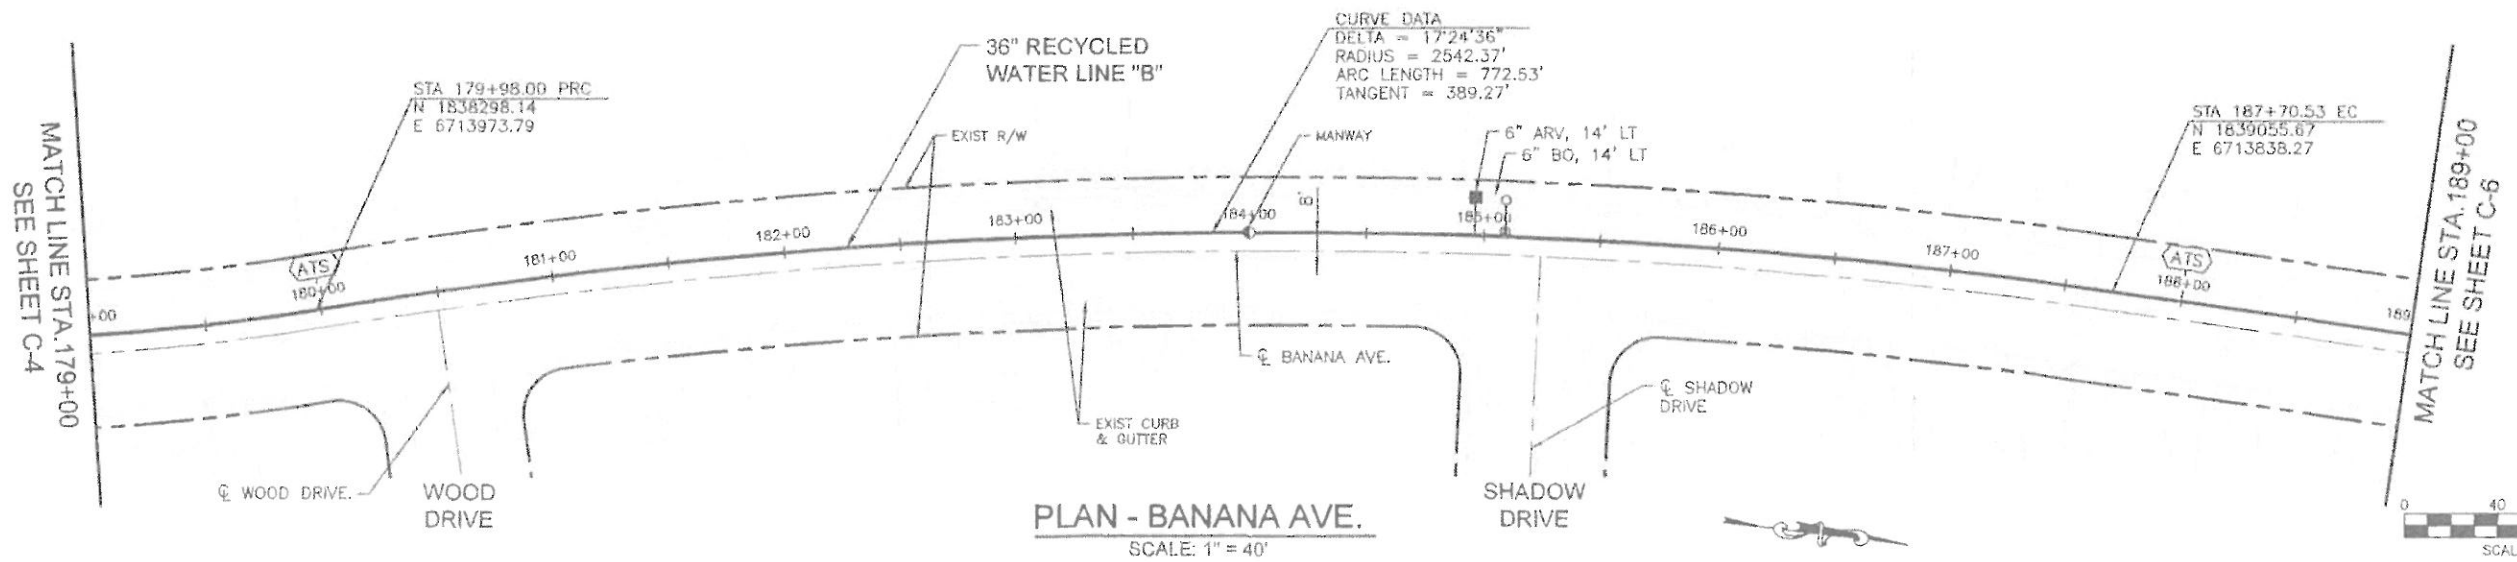 MATCH LINE STA.179+00
SEE SHEET C-4
STA 179+98.00 PRC
N 1838298.14
E 6713973.79
36" RECYCLED
WATER LINE "B"
CURVE DATA
DELTA = 17°24'36"
RADIUS = 2542.37'
ARC LENGTH = 772.53'
TANGENT = 389.27'
EXIST R/W
MANWAY
6" ARV, 14' LT
6" BO, 14' LT
STA 187+70.53 EC
N 1839055.67
E 6713838.27
MATCH LINE STA.189+00
SEE SHEET C-6
+00
ATS
180+00
181+00
182+00
183+00
184+00
185+00
186+00
187+00
ATS
188+00
189
℄ BANANA AVE.
EXIST CURB
& GUTTER
℄ SHADOW
DRIVE
℄ WOOD DRIVE.
WOOD
DRIVE
SHADOW
DRIVE
PLAN - BANANA AVE.
SCALE: 1" = 40'
0 40
SCAL